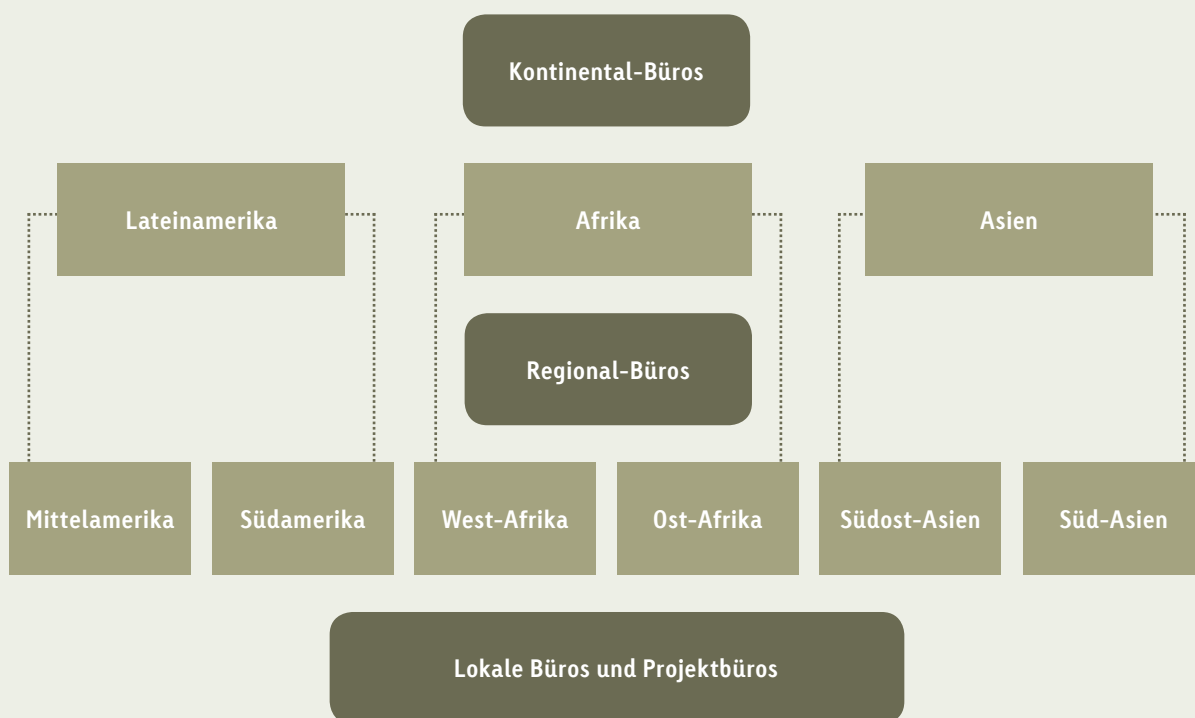 Kontinental-Büros
Lateinamerika
Afrika
Asien
Regional-Büros
Mittelamerika
Südamerika
West-Afrika
Ost-Afrika
Südost-Asien
Süd-Asien
Lokale Büros und Projektbüros